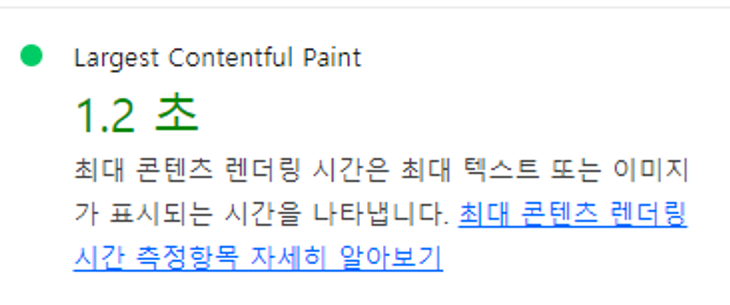 Largest Contentful Paint
1.2 초
최대 콘텐츠 렌더링 시간은 최대 텍스트 또는 이미지
가 표시되는 시간을 나타냅니다. 최대 콘텐츠 렌더링
시간 측정항목 자세히 알아보기